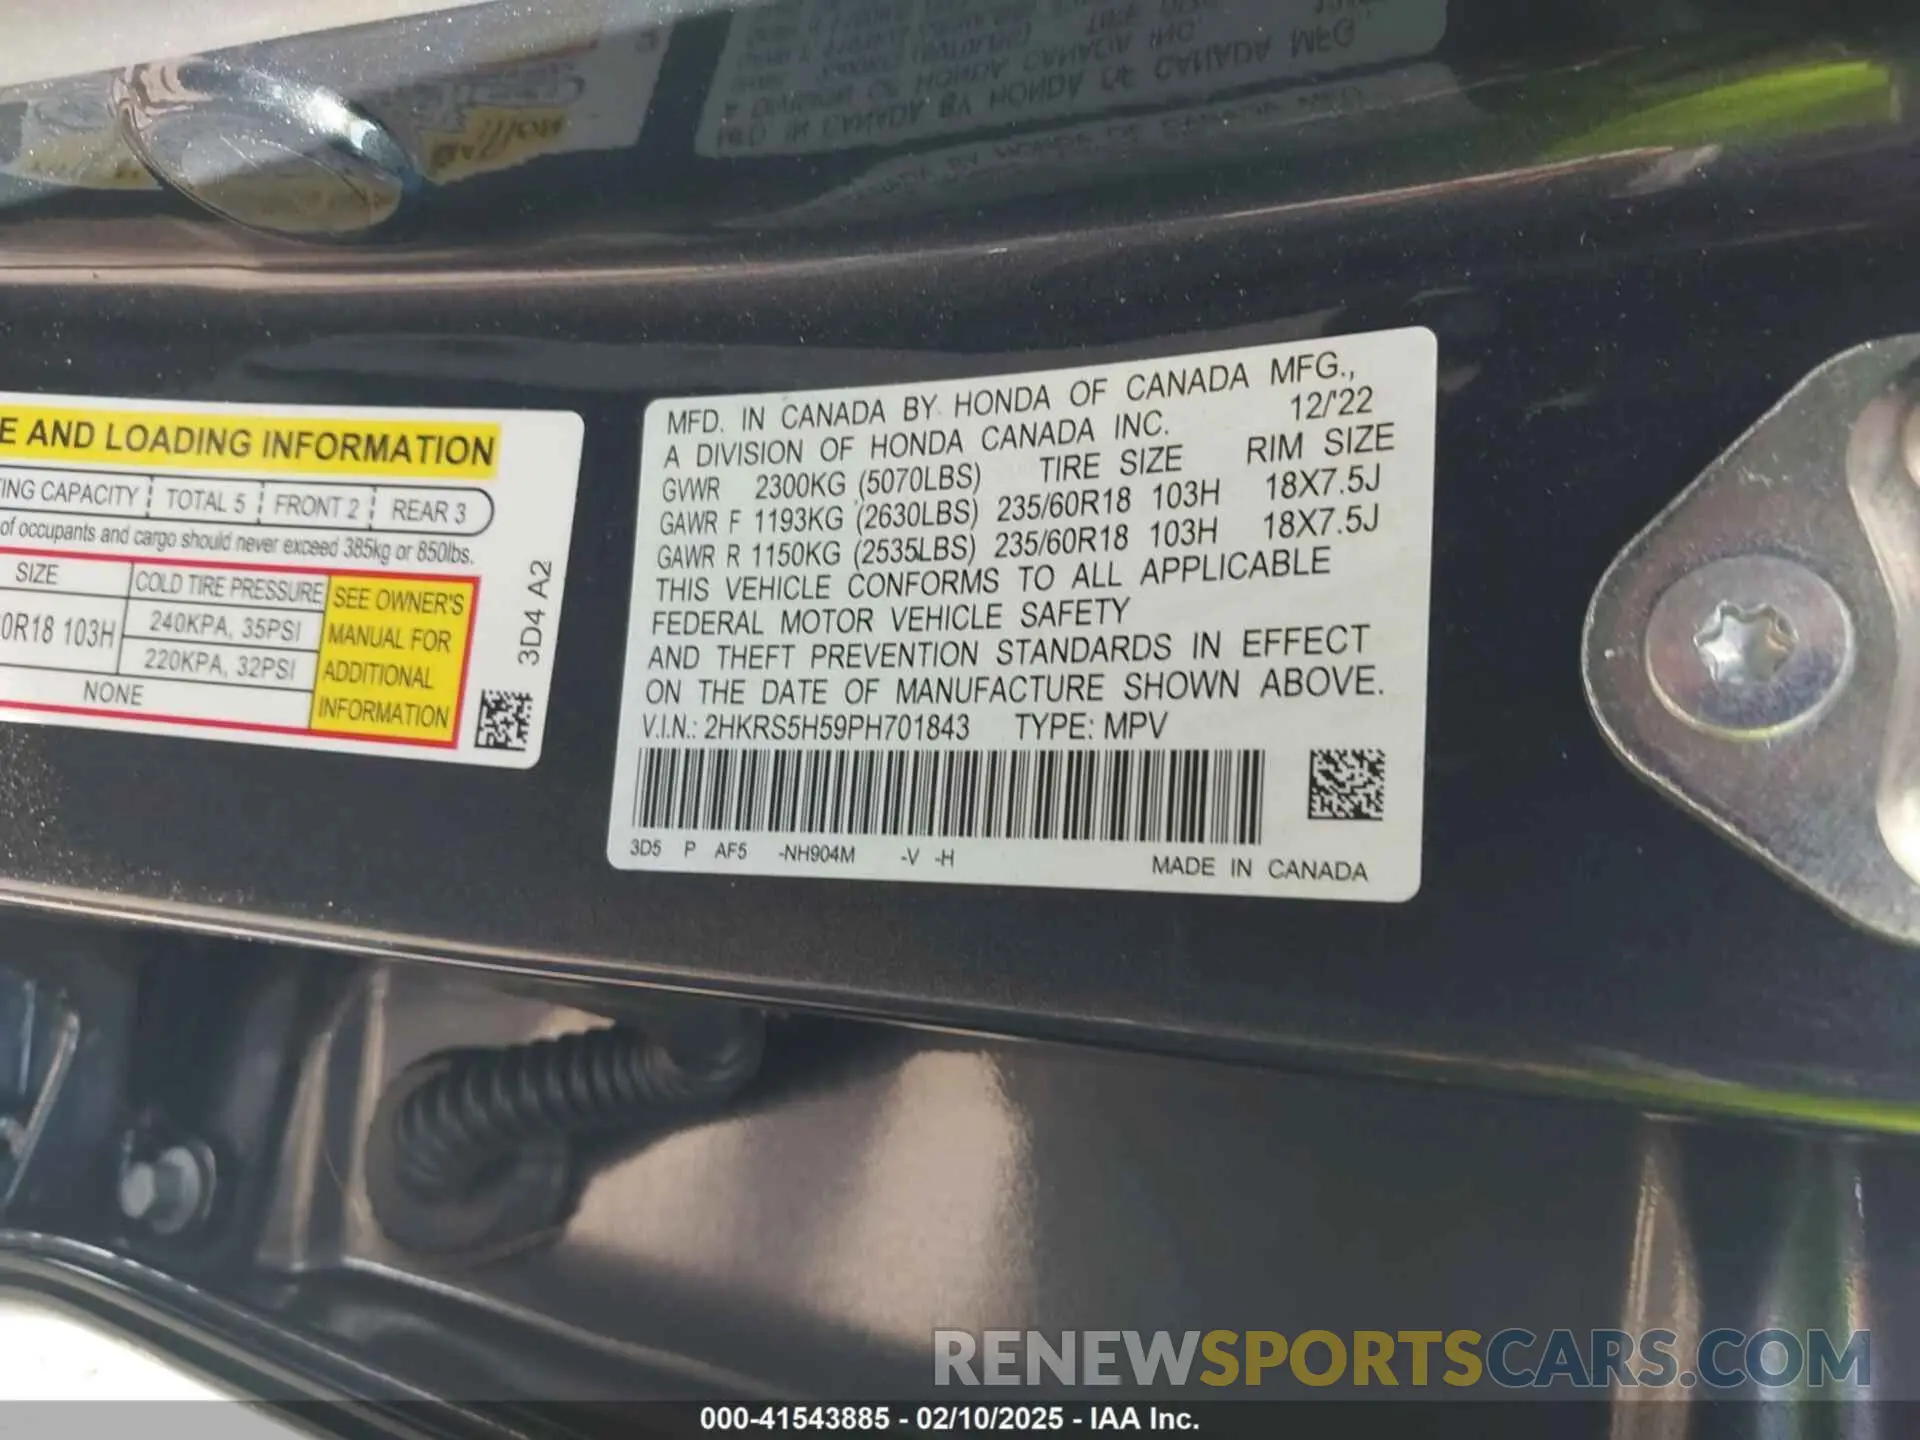 E AND LOADING INFORMATION
ING CAPACITY TOTAL 5 FRONT 2 REAR 3
of occupants and cargo should never exceed 385kg or 850lbs.
SIZE COLD TIRE PRESSURE
0R18 103H 240KPA, 35PSI
220KPA, 32PSI
NONE
SEE OWNER'S
MANUAL FOR
ADDITIONAL
INFORMATION
3D4 A2
MFD. IN CANADA BY HONDA OF CANADA MFG.,
A DIVISION OF HONDA CANADA INC. 12/'22
GVWR 2300KG (5070LBS) TIRE SIZE RIM SIZE
GAWR F 1193KG (2630LBS) 235/60R18 103H 18X7.5J
GAWR R 1150KG (2535LBS) 235/60R18 103H 18X7.5J
THIS VEHICLE CONFORMS TO ALL APPLICABLE
FEDERAL MOTOR VEHICLE SAFETY
AND THEFT PREVENTION STANDARDS IN EFFECT
ON THE DATE OF MANUFACTURE SHOWN ABOVE.
V.I.N.: 2HKRS5H59PH701843 TYPE: MPV
3D5 P AF5 -NH904M -V -H MADE IN CANADA
RENEWSPORTSCARS.COM
000-41543885 - 02/10/2025 - IAA Inc.